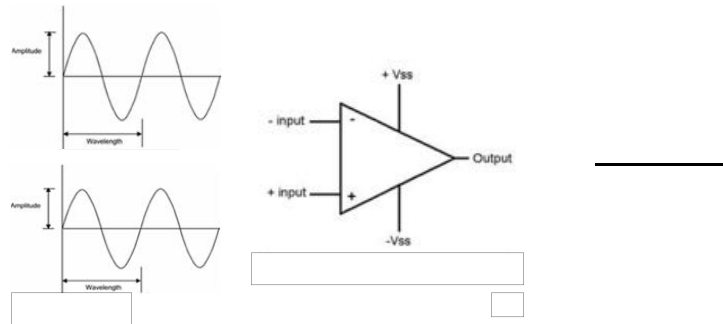 Amplitude
Wavelength
Amplitude
Wavelength
+ Vss
- input
-
Output
+ input
+
-Vss